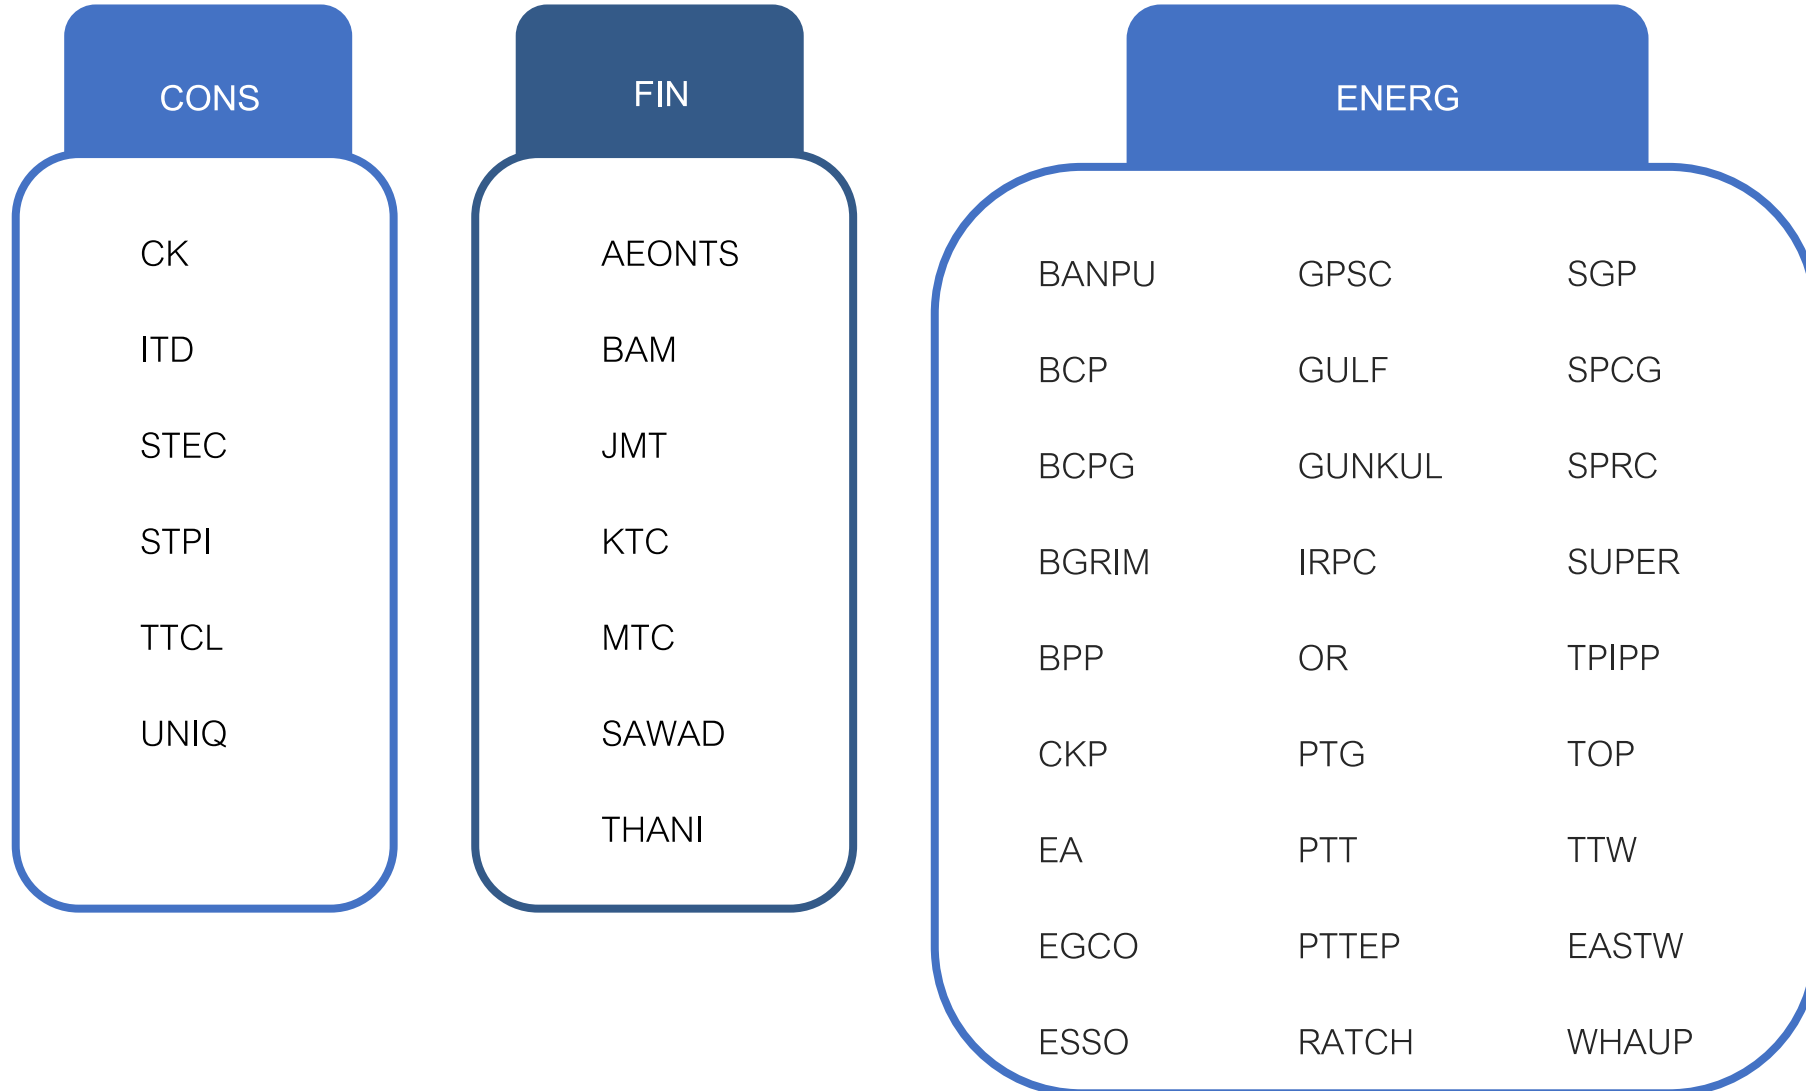 CONS
CK
ITD
STEC
STPI
TTCL
UNIQ
FIN
AEONTS
BAM
JMT
KTC
MTC
SAWAD
THANI
ENERG
BANPU GPSC SGP
BCP GULF SPCG
BCPG GUNKUL SPRC
BGRIM IRPC SUPER
BPP OR TPIPP
CKP PTG TOP
EA PTT TTW
EGCO PTTEP EASTW
ESSO RATCH WHAUP